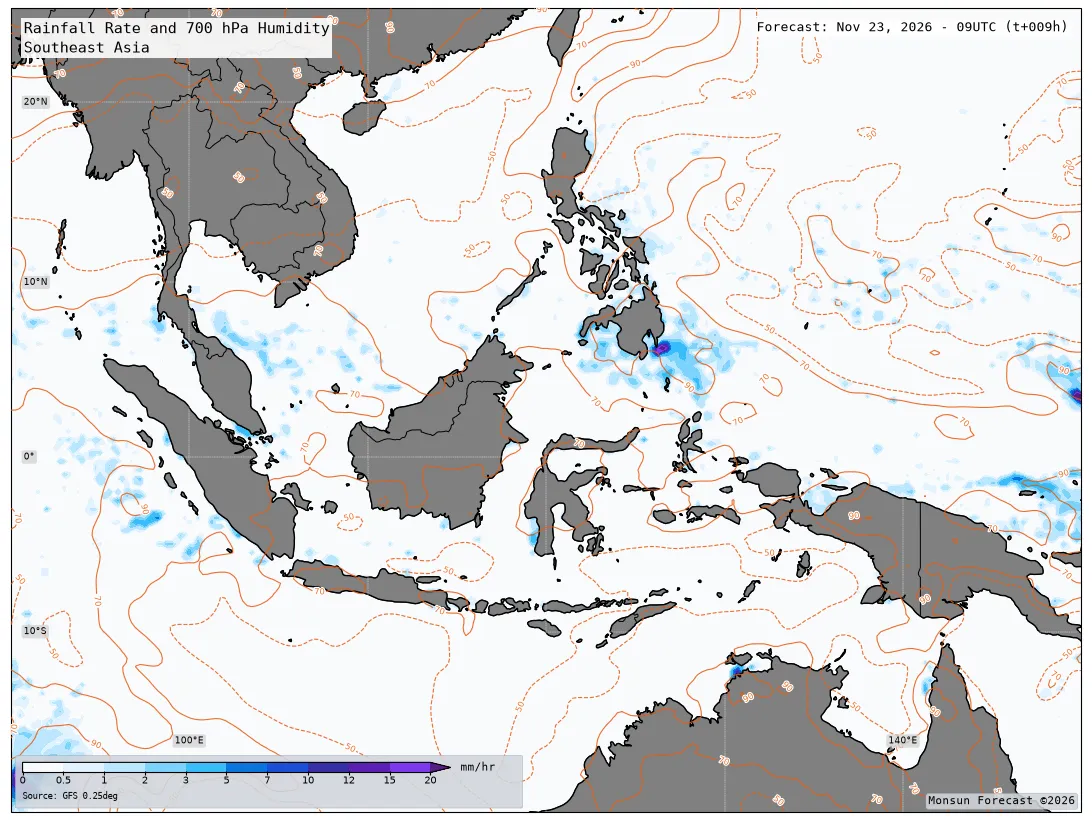 Rainfall Rate and 700 hPa Humidity
Southeast Asia
Forecast: Nov 23, 2026 - 09UTC (t+009h)
20°N
10°N
0°
10°S
100°E
140°E
0 0.5 1 2 3 5 7 10 12 15 20 mm/hr
Source: GFS 0.25deg
Monsun Forecast ©2026